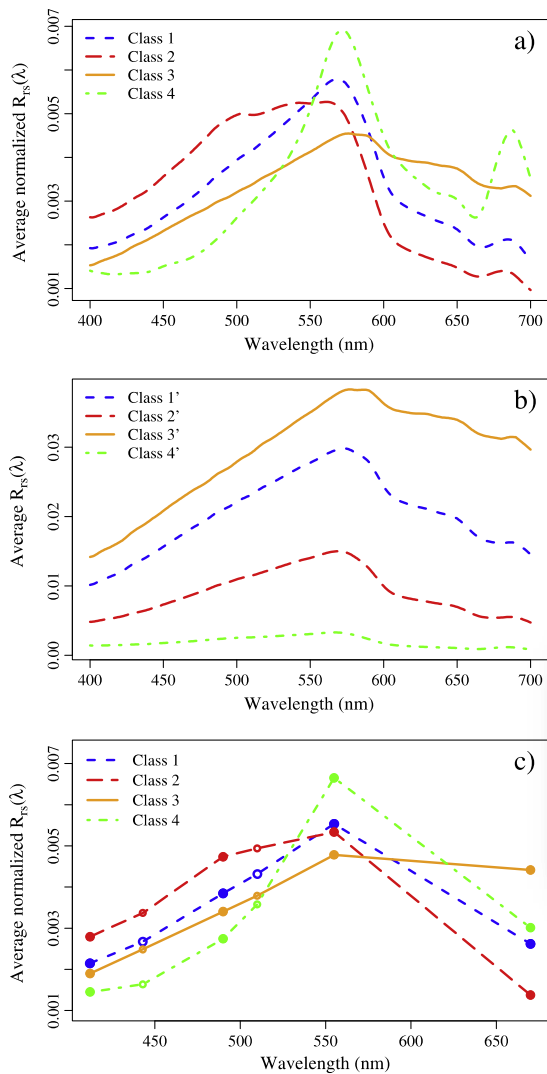 a)
Class 1
Class 2
Class 3
Class 4
Average normalized Rrs(λ)
0.001 0.003 0.005 0.007
400 450 500 550 600 650 700
Wavelength (nm)
b)
Class 1'
Class 2'
Class 3'
Class 4'
Average Rrs(λ)
0.00 0.01 0.02 0.03
400 450 500 550 600 650 700
Wavelength (nm)
c)
Class 1
Class 2
Class 3
Class 4
Average normalized Rrs(λ)
0.001 0.003 0.005 0.007
450 500 550 600 650
Wavelength (nm)